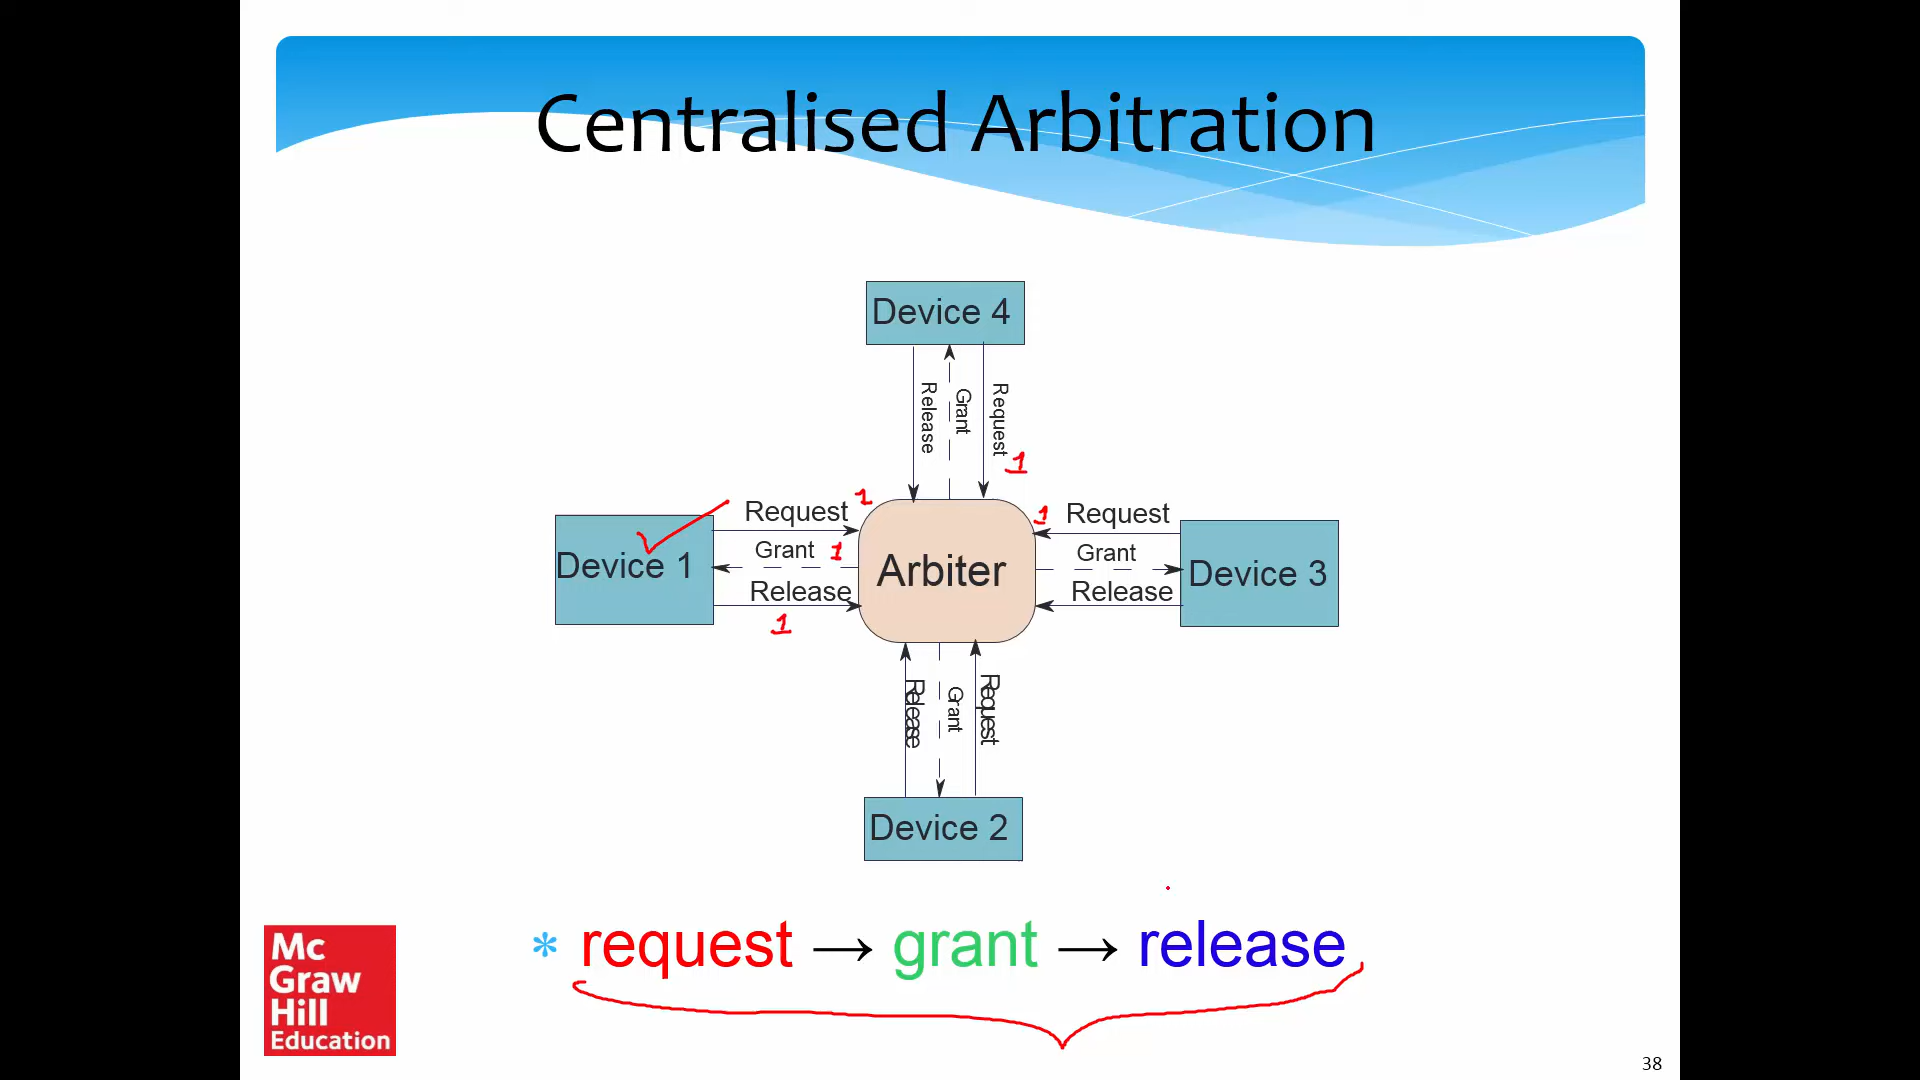 Centralised Arbitration
Device 4
Release
Grant
Request
1
Request 1
1 Request
Device 1
Grant 1
Arbiter
Grant
Device 3
Release
Release
1
Release
Grant
Request
Device 2
* request → grant → release
Mc
Graw
Hill
Education
38